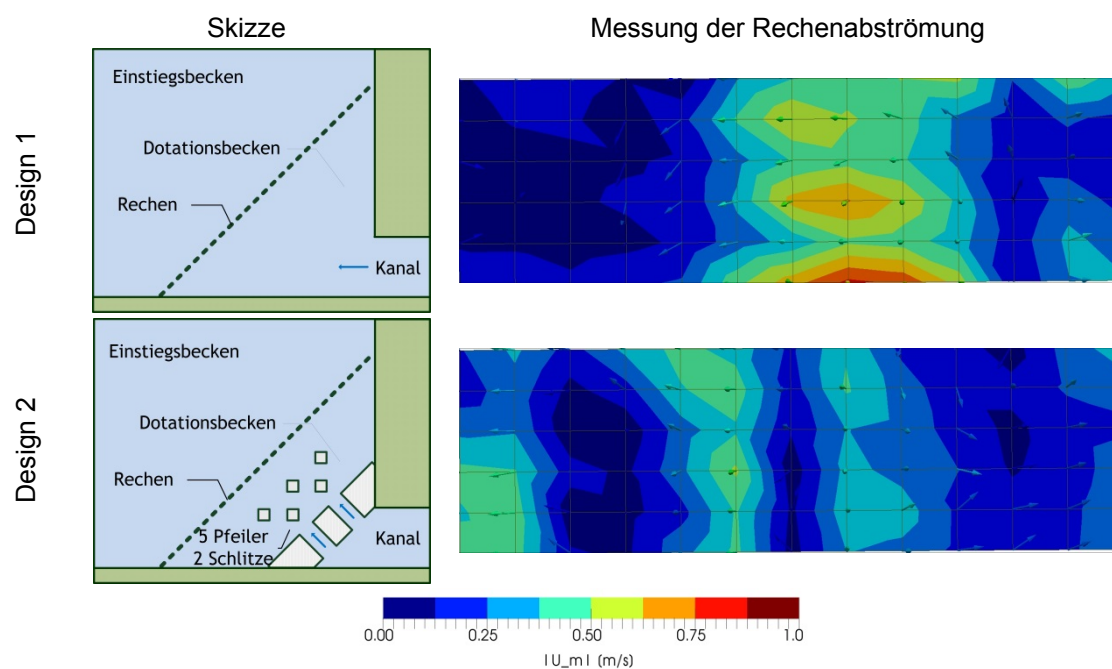 Skizze
Messung der Rechenabströmung
Design 1
Einstiegsbecken
Dotationsbecken
Rechen
Kanal
Design 2
Einstiegsbecken
Dotationsbecken
Rechen
5 Pfeiler
2 Schlitze
Kanal
0.00 0.25 0.50 0.75 1.0
|U_m| (m/s)